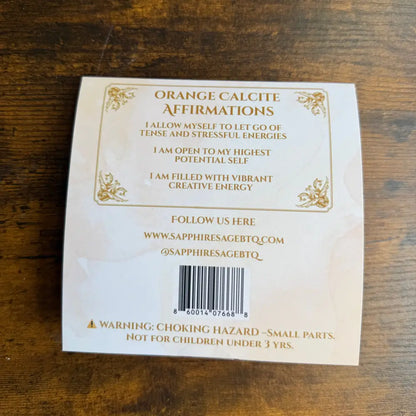 ORANGE CALCITE
AFFIRMATIONS
I ALLOW MYSELF TO LET GO OF
TENSE AND STRESSFUL ENERGIES
I AM OPEN TO MY HIGHEST
POTENTIAL SELF
I AM FILLED WITH VIBRANT
CREATIVE ENERGY
FOLLOW US HERE
WWW.SAPPHIRESAGEBTQ.COM
@SAPPHIRESAGEBTQ
8 60014 07668 8
⚠ WARNING: CHOKING HAZARD –SMALL PARTS.
NOT FOR CHILDREN UNDER 3 YRS.